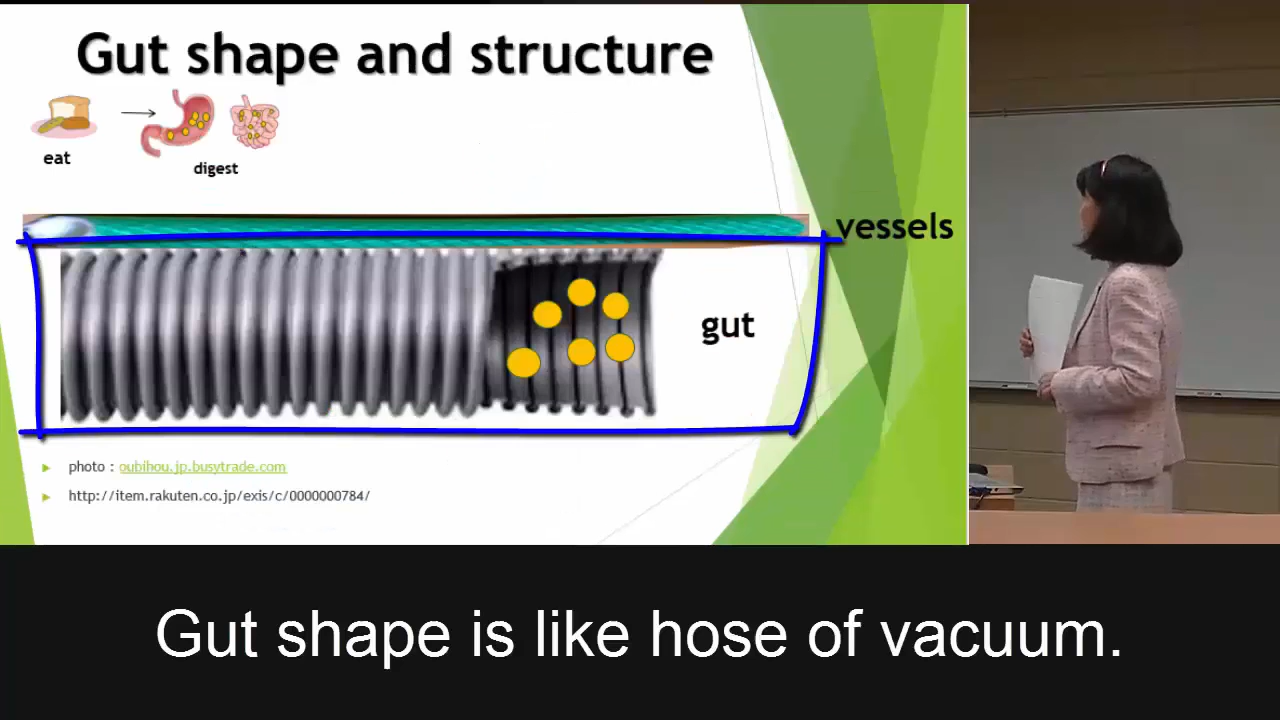 Gut shape and structure
eat
digest
vessels
gut
photo : oubihou.jp.busytrade.com
http://item.rakuten.co.jp/exis/c/0000000784/
Gut shape is like hose of vacuum.